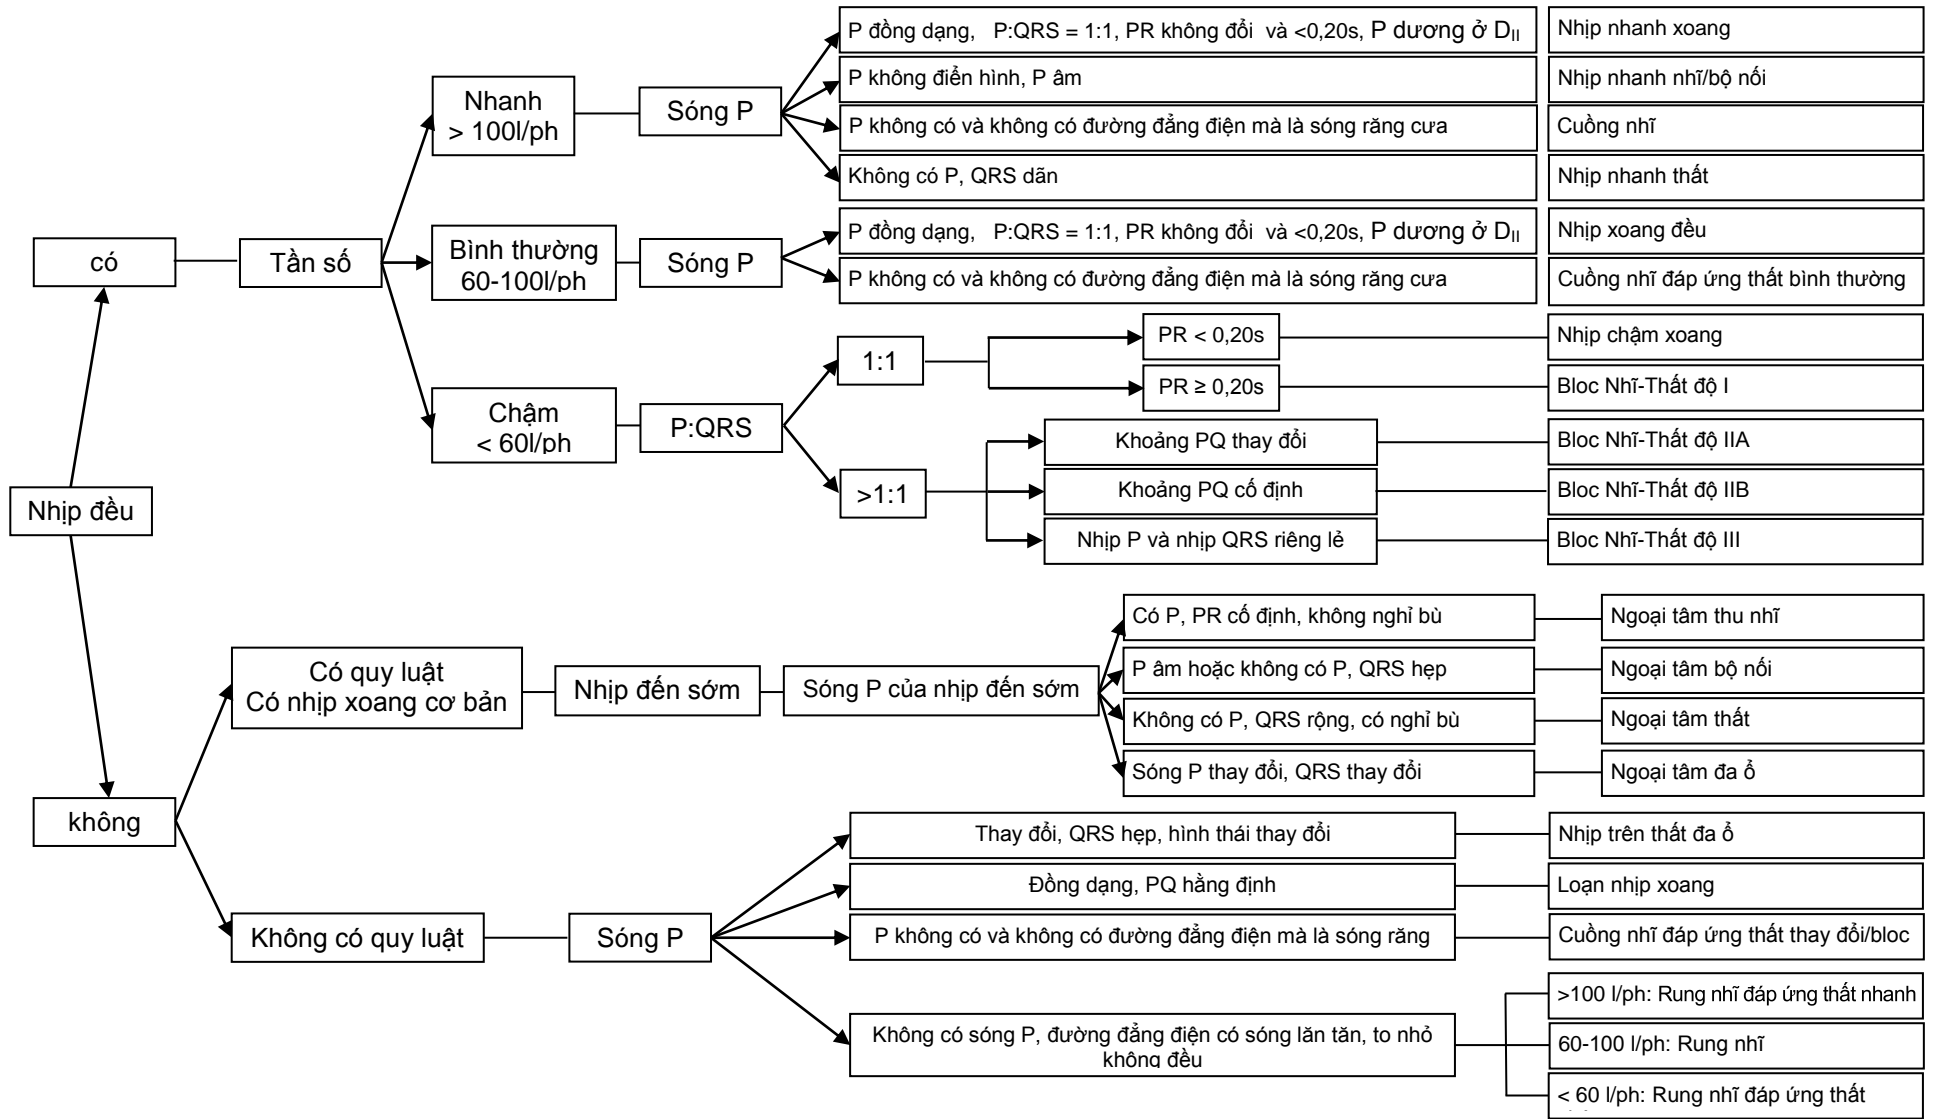 P đồng dạng, P:QRS = 1:1, PR không đổi và <0,20s, P dương ở DII
Nhịp nhanh xoang
P không điển hình, P âm
Nhịp nhanh nhĩ/bộ nối
Nhanh
> 100l/ph
Sóng P
P không có và không có đường đẳng điện mà là sóng răng cưa
Cuồng nhĩ
Không có P, QRS dãn
Nhịp nhanh thất
có
Tần số
Bình thường
60-100l/ph
Sóng P
P đồng dạng, P:QRS = 1:1, PR không đổi và <0,20s, P dương ở DII
Nhịp xoang đều
P không có và không có đường đẳng điện mà là sóng răng cưa
Cuồng nhĩ đáp ứng thất bình thường
Chậm
< 60l/ph
P:QRS
1:1
PR < 0,20s
Nhịp chậm xoang
PR ≥ 0,20s
Bloc Nhĩ-Thất độ I
>1:1
Khoảng PQ thay đổi
Bloc Nhĩ-Thất độ IIA
Khoảng PQ cố định
Bloc Nhĩ-Thất độ IIB
Nhịp P và nhịp QRS riêng lẻ
Bloc Nhĩ-Thất độ III
Nhịp đều
không
Có quy luật
Có nhịp xoang cơ bản
Nhịp đến sớm
Sóng P của nhịp đến sớm
Có P, PR cố định, không nghỉ bù
Ngoại tâm thu nhĩ
P âm hoặc không có P, QRS hẹp
Ngoại tâm bộ nối
Không có P, QRS rộng, có nghỉ bù
Ngoại tâm thất
Sóng P thay đổi, QRS thay đổi
Ngoại tâm đa ổ
Không có quy luật
Sóng P
Thay đổi, QRS hẹp, hình thái thay đổi
Nhịp trên thất đa ổ
Đồng dạng, PQ hằng định
Loạn nhịp xoang
P không có và không có đường đẳng điện mà là sóng răng
Cuồng nhĩ đáp ứng thất thay đổi/bloc
Không có sóng P, đường đẳng điện có sóng lăn tăn, to nhỏ
không đều
>100 l/ph: Rung nhĩ đáp ứng thất nhanh
60-100 l/ph: Rung nhĩ
< 60 l/ph: Rung nhĩ đáp ứng thất